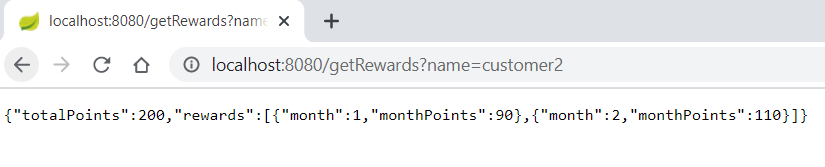 localhost:8080/getRewards?name
localhost:8080/getRewards?name=customer2
{"totalPoints":200,"rewards":[{"month":1,"monthPoints":90},{"month":2,"monthPoints":110}]}